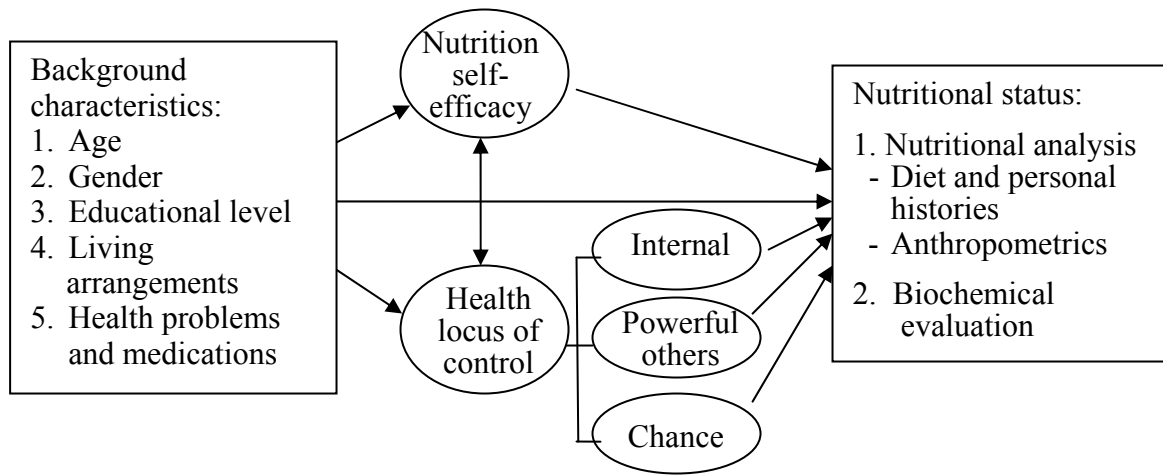 Background
characteristics:
1. Age
2. Gender
3. Educational level
4. Living
arrangements
5. Health problems
and medications
Nutrition
self-
efficacy
Health
locus of
control
Internal
Powerful
others
Chance
Nutritional status:
1. Nutritional analysis
- Diet and personal
histories
- Anthropometrics
2. Biochemical
evaluation